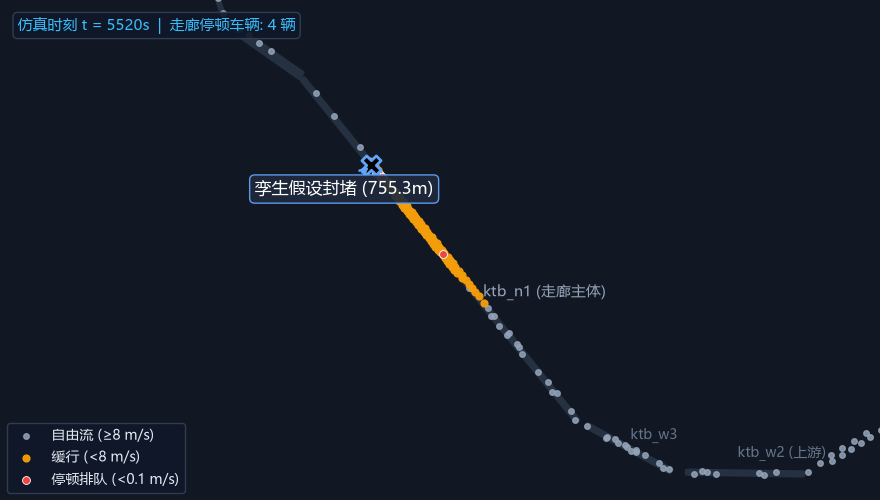 仿真时刻 t = 5520s | 走廊停顿车辆: 4 辆
孪生假设封堵 (755.3m)
ktb_n1 (走廊主体)
ktb_w3
ktb_w2 (上游)
自由流 (≥8 m/s)
缓行 (<8 m/s)
停顿排队 (<0.1 m/s)